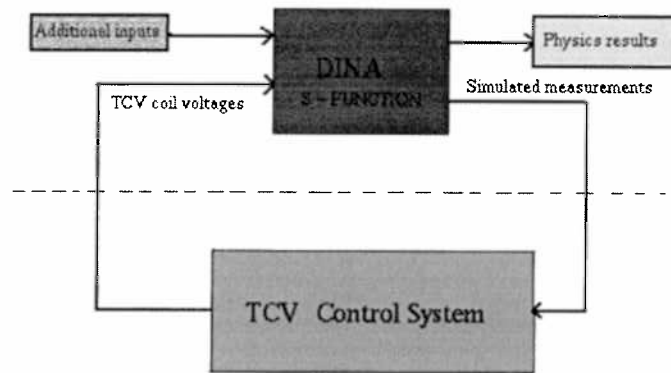 Additional inputs
Physics results
DINA
S - FUNCTION
TCV coil voltages
Simulated measurements
TCV Control System